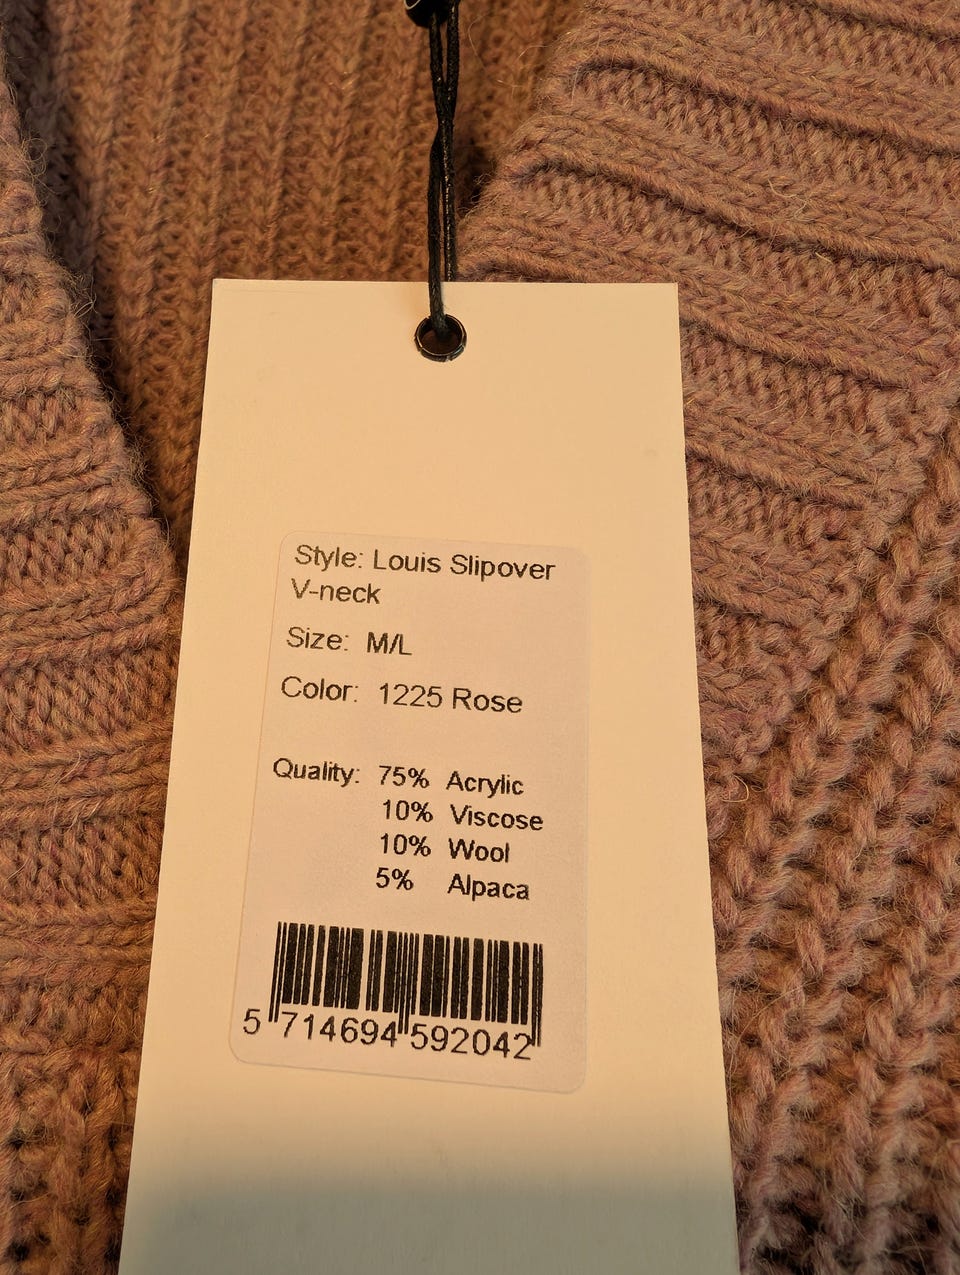 Style: Louis Slipover
V-neck
Size: M/L
Color: 1225 Rose
Quality: 75% Acrylic
10% Viscose
10% Wool
5% Alpaca
5 714694 592042